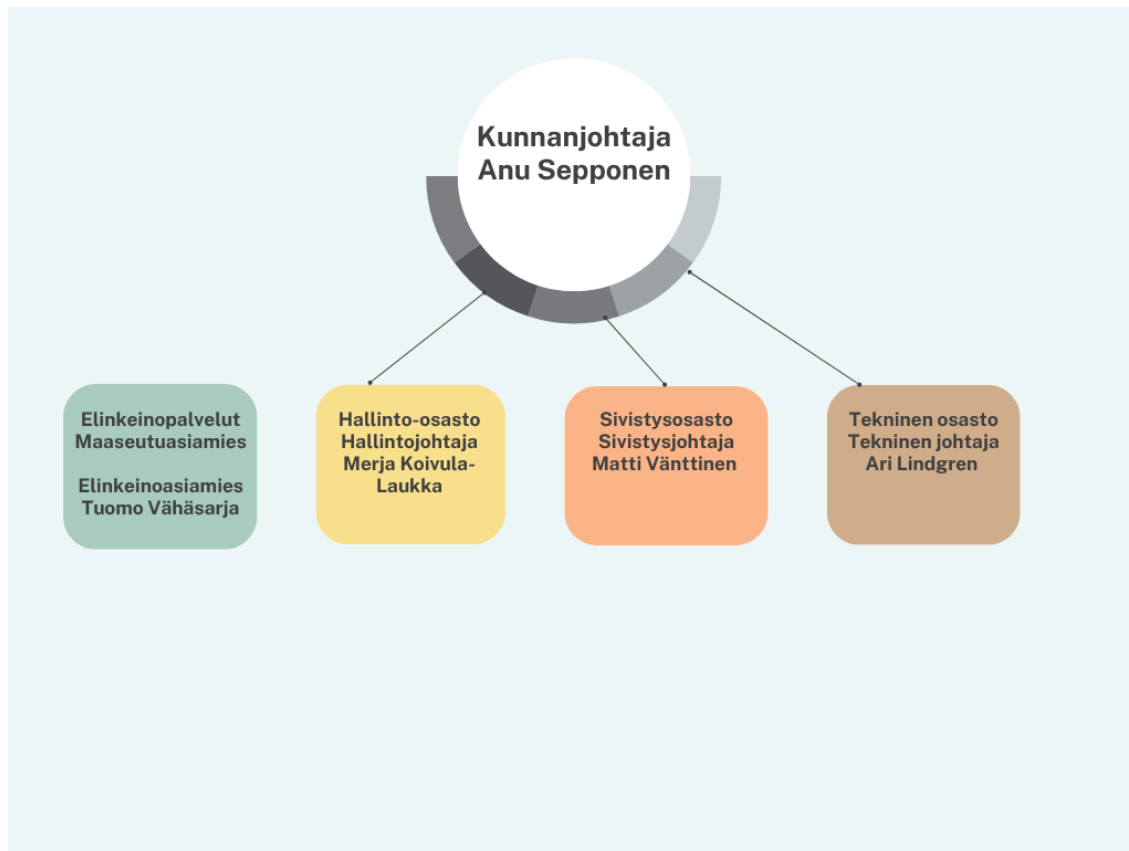 Kunnanjohtaja
Anu Sepponen
Elinkeinopalvelut
Maaseutuasiamies
Elinkeinoasiamies
Tuomo Vähäsarja
Hallinto-osasto
Hallintojohtaja
Merja Koivula-
Laukka
Sivistysosasto
Sivistysjohtaja
Matti Vänttinen
Tekninen osasto
Tekninen johtaja
Ari Lindgren